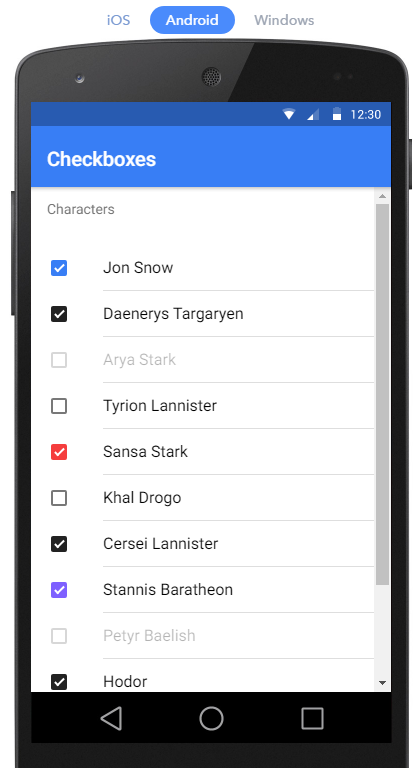 iOS Android Windows
12:30
Checkboxes
Characters
Jon Snow
Daenerys Targaryen
Arya Stark
Tyrion Lannister
Sansa Stark
Khal Drogo
Cersei Lannister
Stannis Baratheon
Petyr Baelish
Hodor